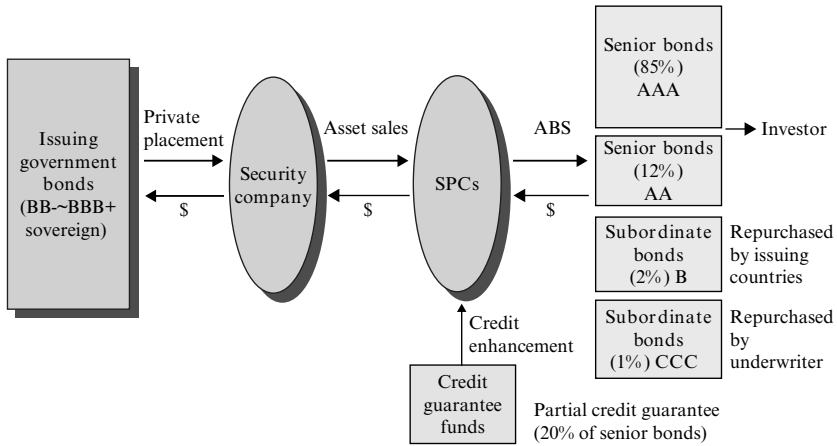 Issuing
government
bonds
(BB-~BBB+
sovereign)
Private
placement
$
Security
company
Asset sales
$
SPCs
ABS
$
Senior bonds
(85%)
AAA
Investor
Senior bonds
(12%)
AA
Subordinate
bonds
(2%) B
Repurchased
by issuing
countries
Subordinate
bonds
(1%) CCC
Repurchased
by
underwriter
Credit
enhancement
Credit
guarantee
funds
Partial credit guarantee
(20% of senior bonds)